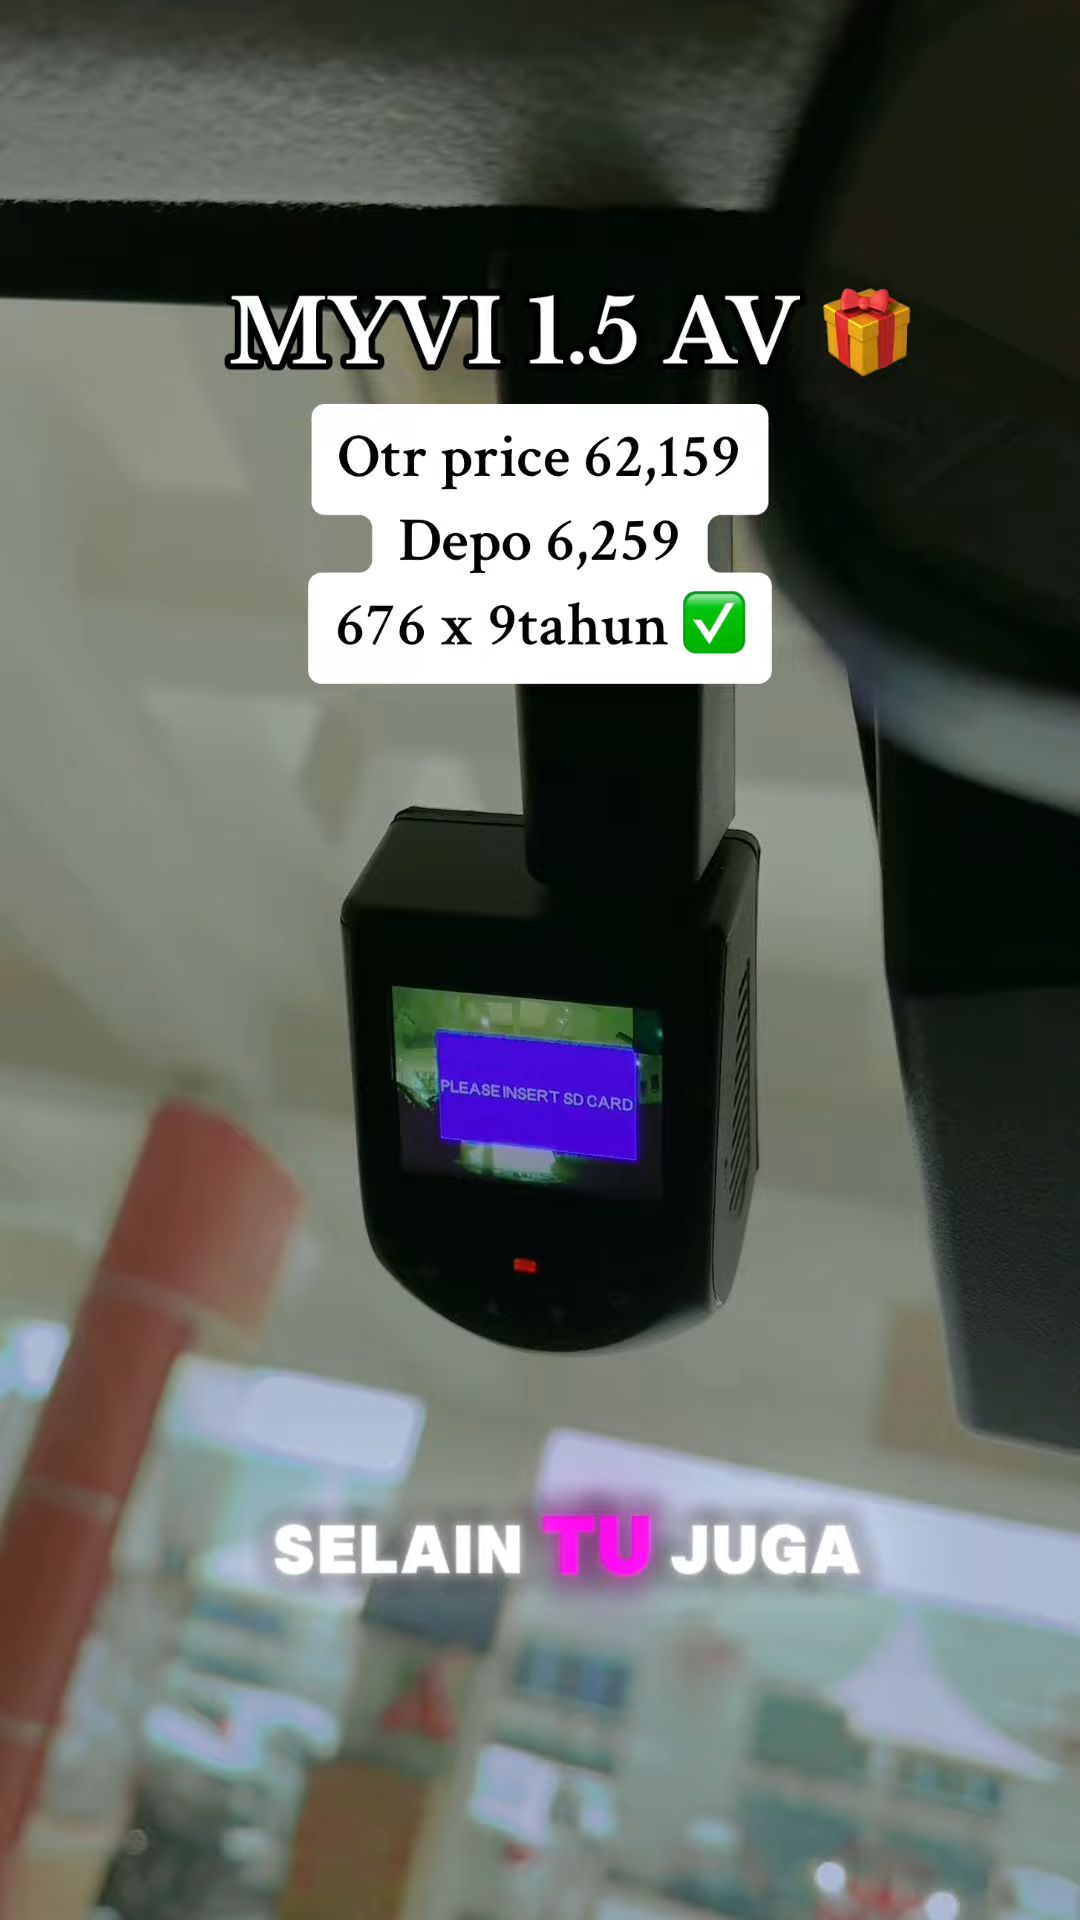 MYVI 1.5 AV 🎁
Otr price 62,159
Depo 6,259
676 x 9tahun ✅
PLEASE INSERT SD CARD
SELAIN TU JUGA